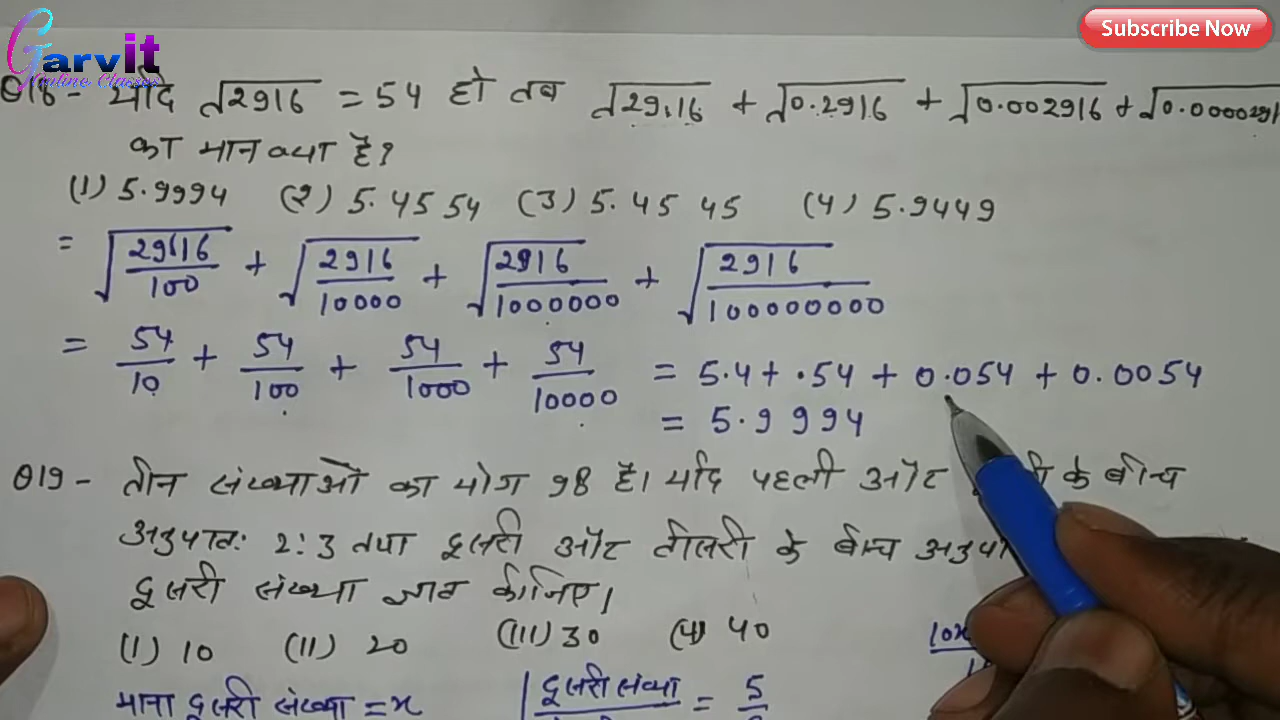 Garvit
Online Classes
Subscribe Now
Q18- यदि √2916 = 54 हो तब √29.16 + √0.2916 + √0.002916 + √0.0000291
का मान क्या है?
(1) 5.9994 (2) 5.4554 (3) 5.4545 (4) 5.9449
= √2916/100 + √2916/10000 + √2916/1000000 + √2916/100000000
= 54/10 + 54/100 + 54/1000 + 54/10000 = 5.4 + .54 + 0.054 + 0.0054
= 5.9994
Q19- तीन संख्याओं का योग 98 है। यदि पहली और के बीच
अनुपात: 2:3 तथा दूसरी और तीसरी के बीच
दूसरी संख्या ज्ञात कीजिए।
(I) 10 (II) 20 (III) 30 (4) 40
माना दूसरी संख्या = x दूसरी संख्या = 5